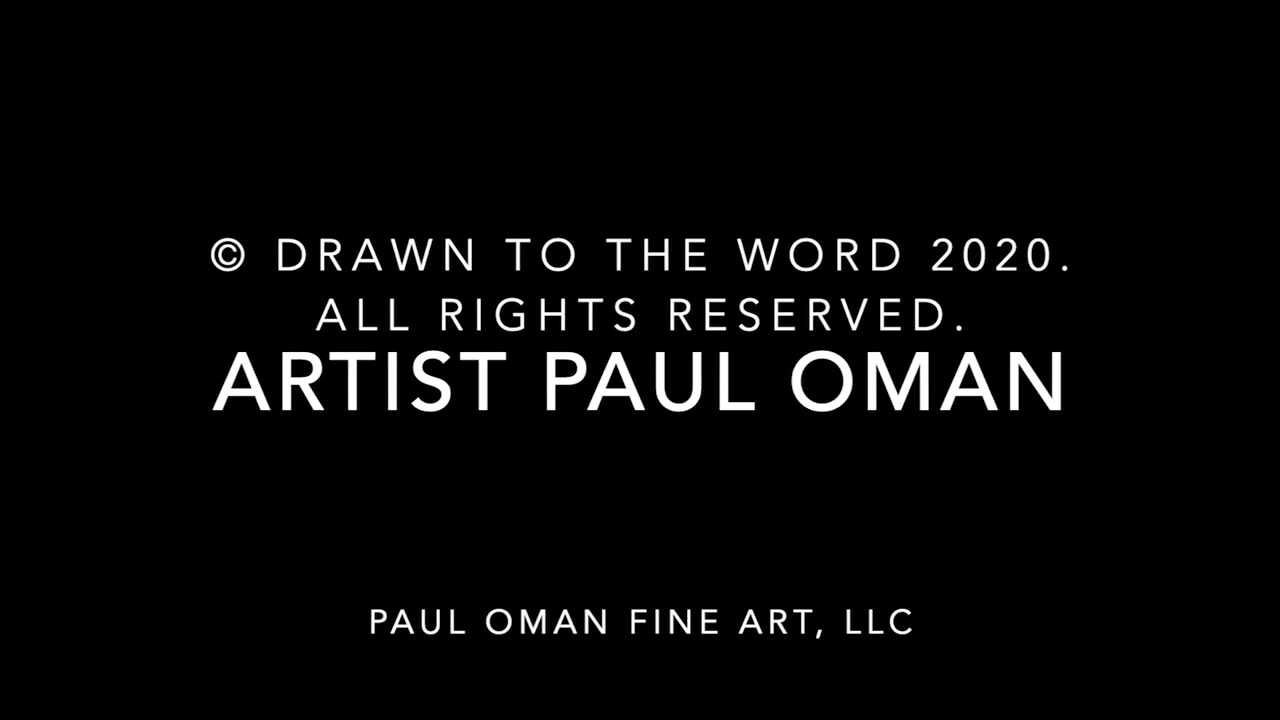 © DRAWN TO THE WORD 2020.
ALL RIGHTS RESERVED.
ARTIST PAUL OMAN
PAUL OMAN FINE ART, LLC